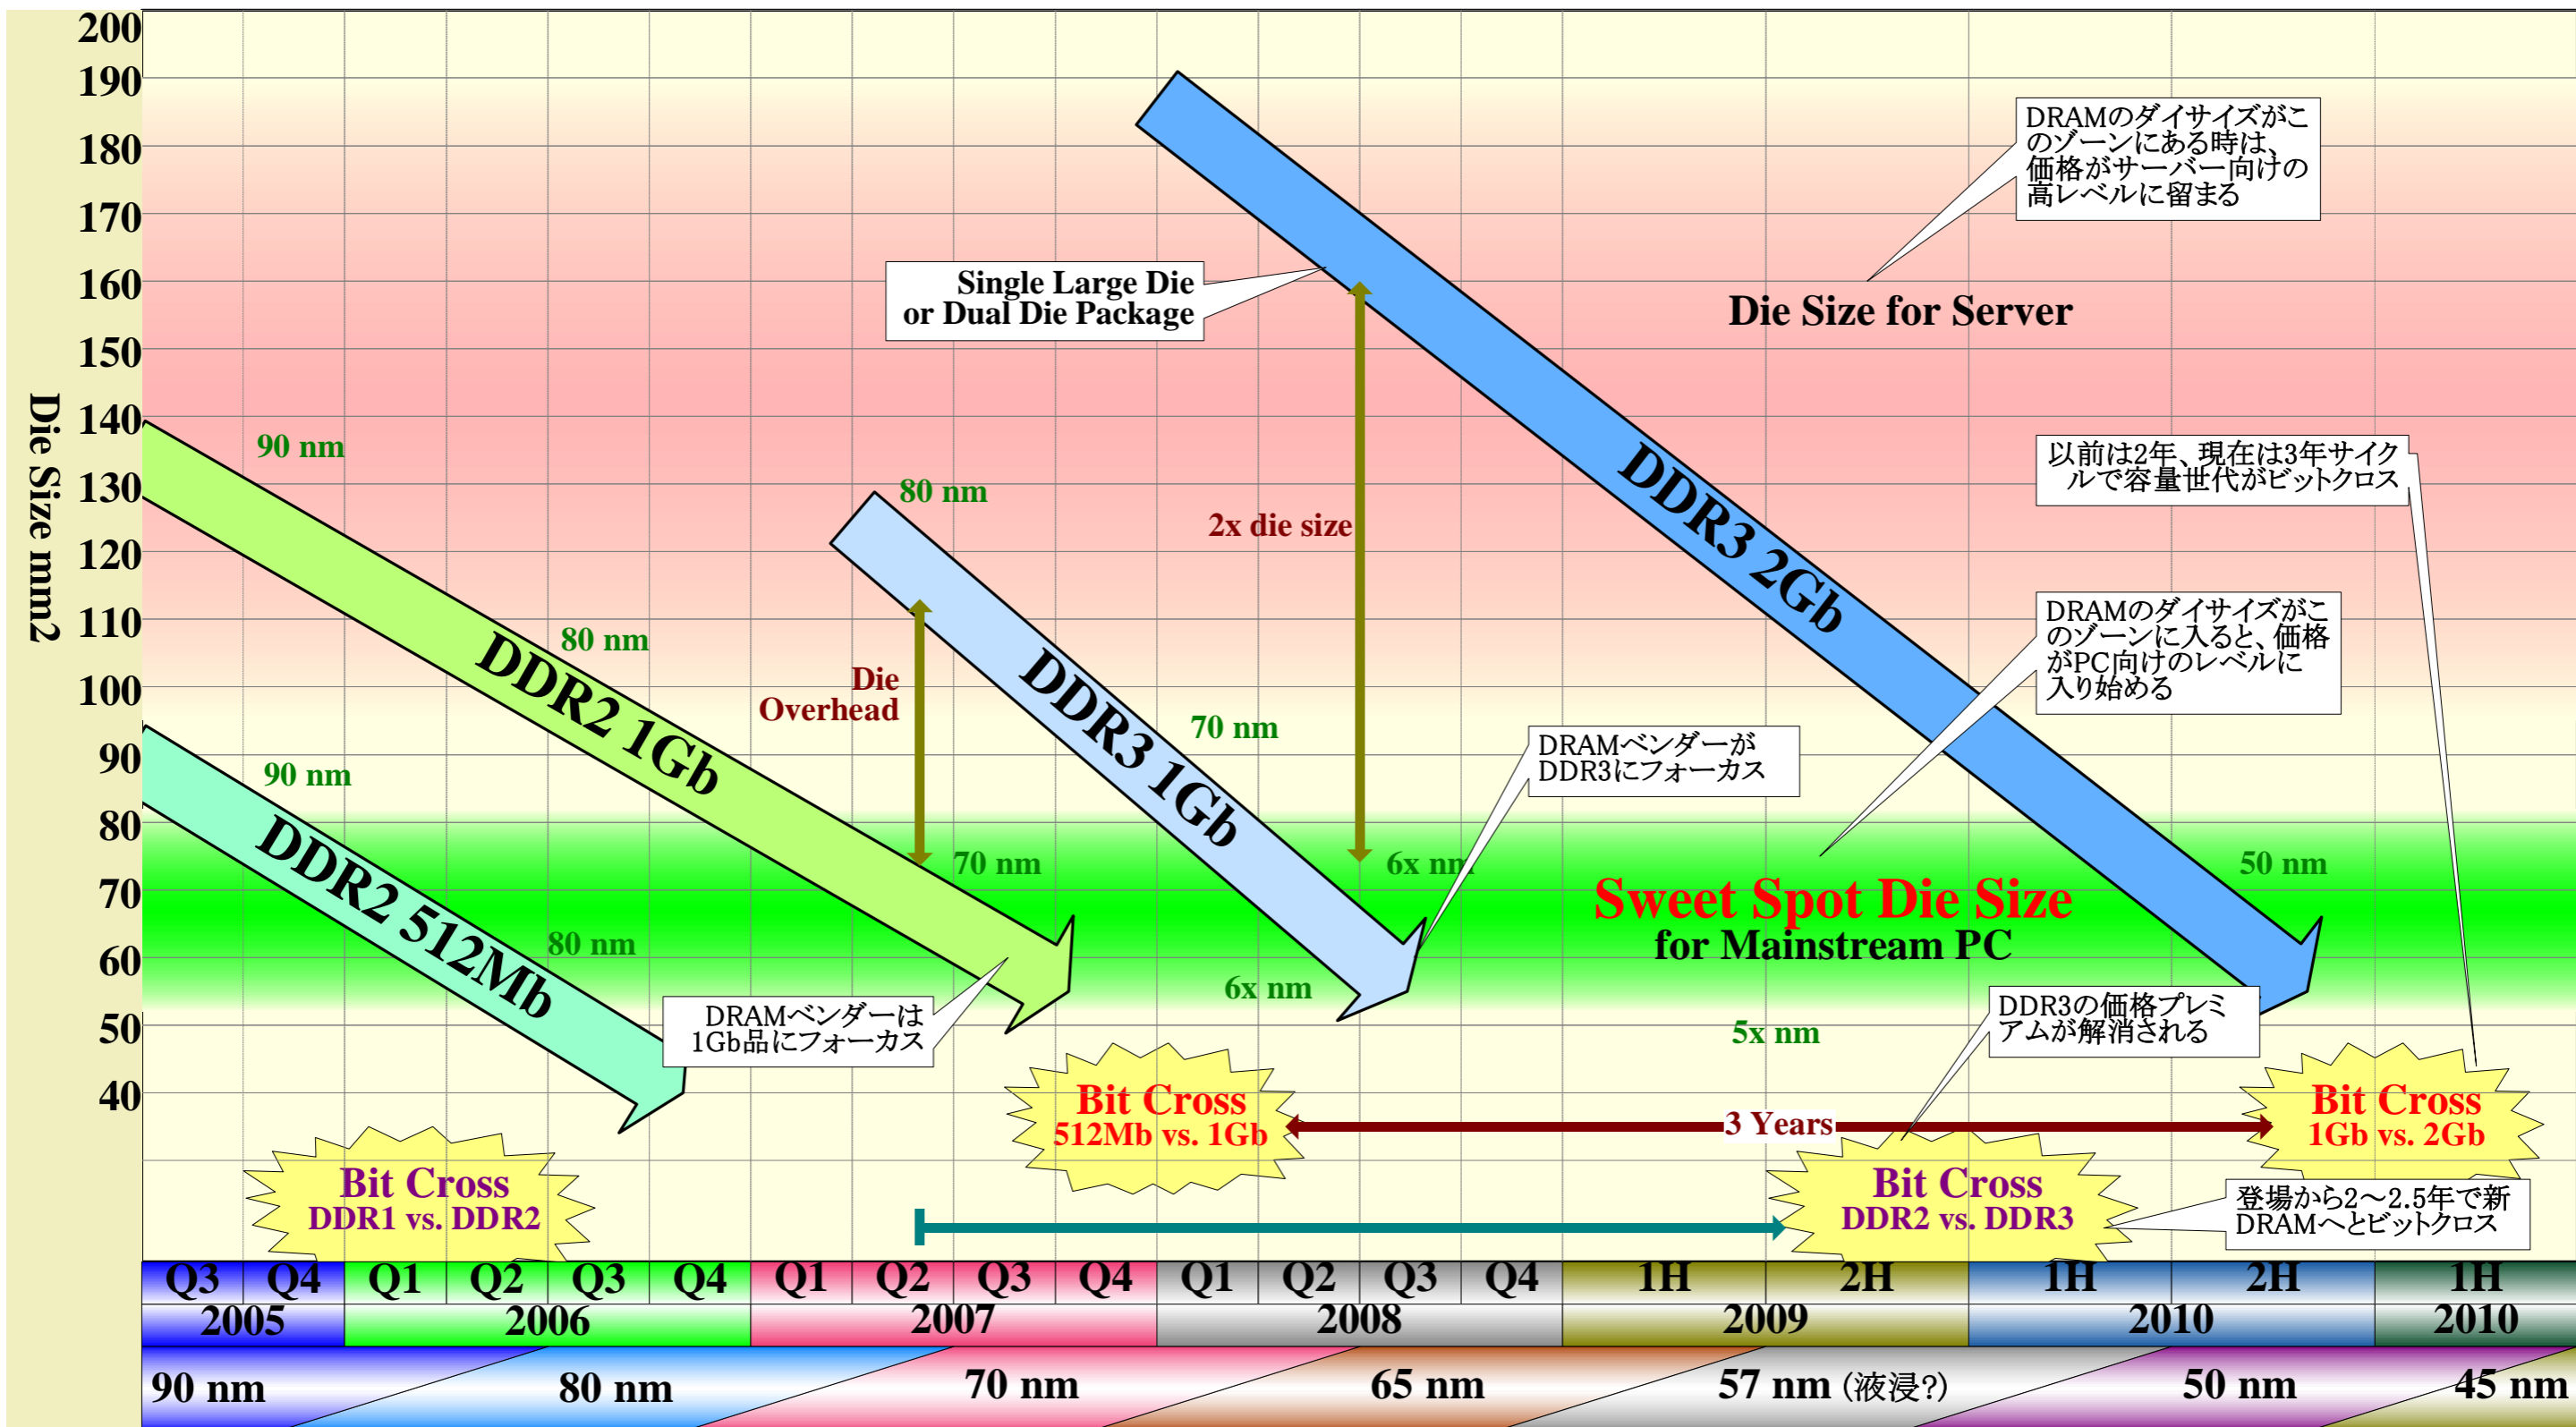 200
190
180
170
160
150
140
130
120
110
100
90
80
70
60
50
40
Die Size mm2
DRAMのダイサイズがこ
のゾーンにある時は、
価格がサーバー向けの
高レベルに留まる
Single Large Die
or Dual Die Package
Die Size for Server
90 nm
80 nm
2x die size
以前は2年、現在は3年サイク
ルで容量世代がビットクロス
DDR3 2Gb
80 nm
DDR2 1Gb
Die
Overhead
DDR3 1Gb
70 nm
DRAMのダイサイズがこ
のゾーンに入ると、価格
がPC向けのレベルに
入り始める
90 nm
DRAMベンダーが
DDR3にフォーカス
DDR2 512Mb
70 nm
6x nm
50 nm
Sweet Spot Die Size
for Mainstream PC
80 nm
6x nm
DRAMベンダーは
1Gb品にフォーカス
5x nm
DDR3の価格プレミ
アムが解消される
Bit Cross
512Mb vs. 1Gb
3 Years
Bit Cross
1Gb vs. 2Gb
Bit Cross
DDR1 vs. DDR2
Bit Cross
DDR2 vs. DDR3
登場から2～2.5年で新
DRAMへとビットクロス
Q3 Q4 Q1 Q2 Q3 Q4 Q1 Q2 Q3 Q4 Q1 Q2 Q3 Q4 1H 2H 1H 2H 1H
2005 2006 2007 2008 2009 2010 2010
90 nm 80 nm 70 nm 65 nm 57 nm (液浸?) 50 nm 45 nm